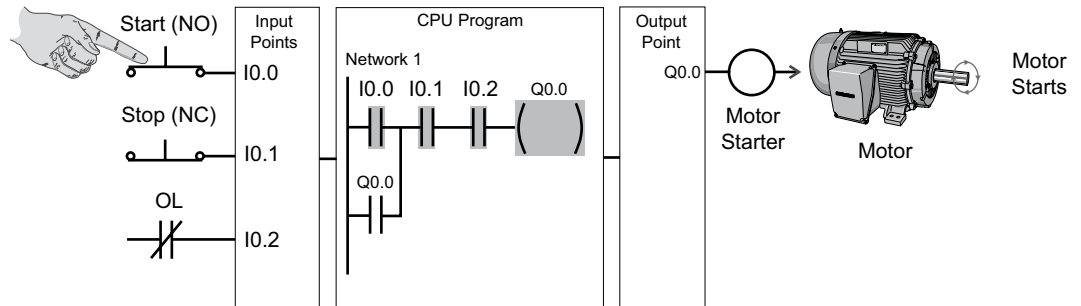 Start (NO)
I0.0
Stop (NC)
I0.1
OL
I0.2
Input
Points
CPU Program
Network 1
I0.0 I0.1 I0.2 Q0.0
Q0.0
Output
Point
Q0.0
Motor
Starter
Motor
Motor
Starts